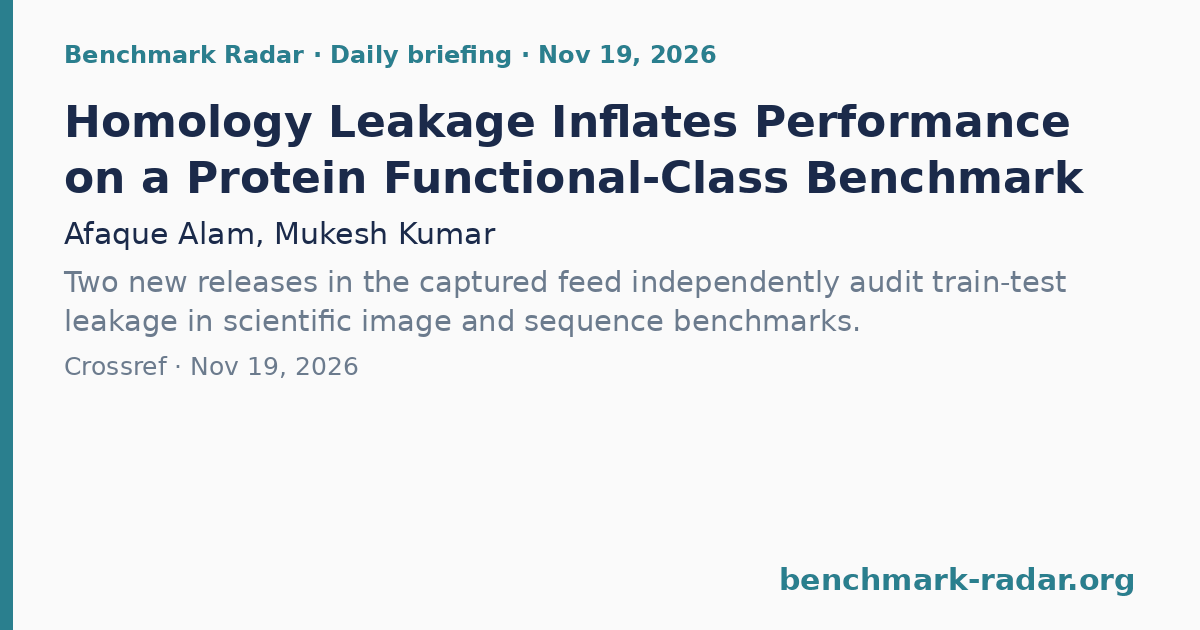 Benchmark Radar · Daily briefing · Nov 19, 2026
Homology Leakage Inflates Performance
on a Protein Functional-Class Benchmark
Afaque Alam, Mukesh Kumar
Two new releases in the captured feed independently audit train-test
leakage in scientific image and sequence benchmarks.
Crossref · Nov 19, 2026
benchmark-radar.org